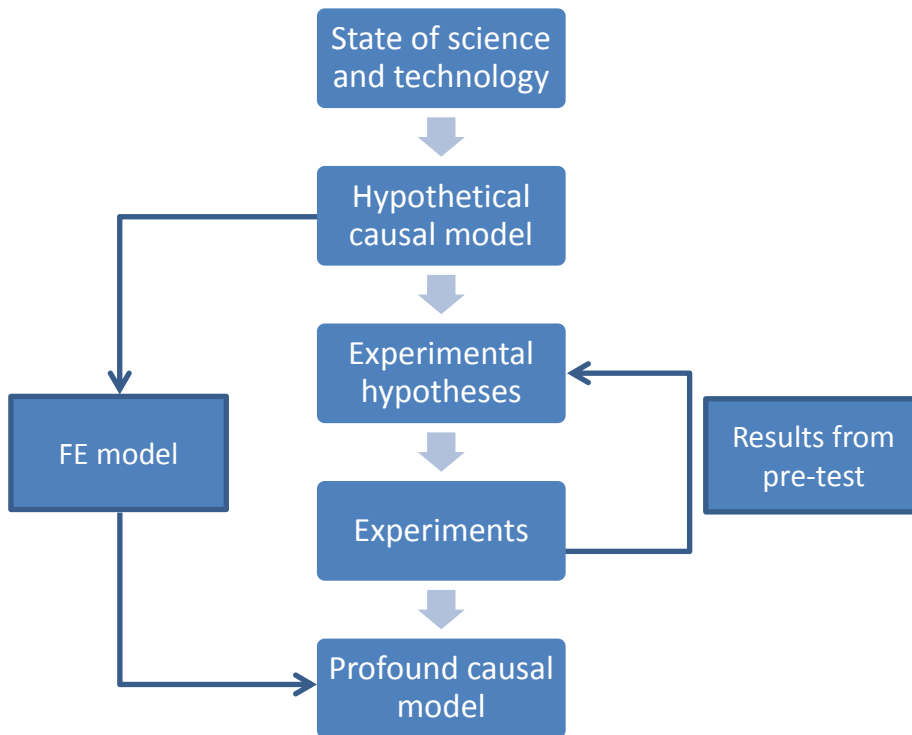 State of science
and technology
Hypothetical
causal model
Experimental
hypotheses
FE model
Results from
pre-test
Experiments
Profound causal
model